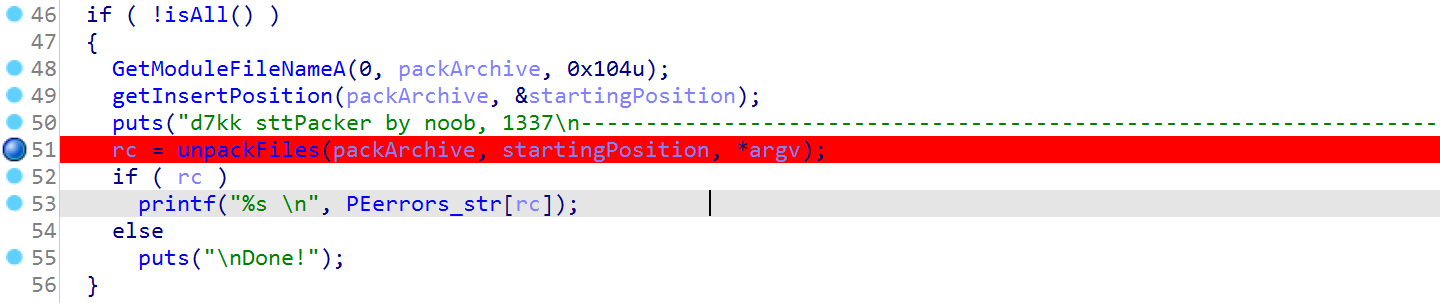 46 if ( !isAll() )
47 {
48 GetModuleFileNameA(0, packArchive, 0x104u);
49 getInsertPosition(packArchive, &startingPosition);
50 puts("d7kk sttPacker by noob, 1337\n------------------------------------------------------------------
51 rc = unpackFiles(packArchive, startingPosition, *argv);
52 if ( rc )
53 printf("%s \n", PEerrors_str[rc]);
54 else
55 puts("\nDone!");
56 }